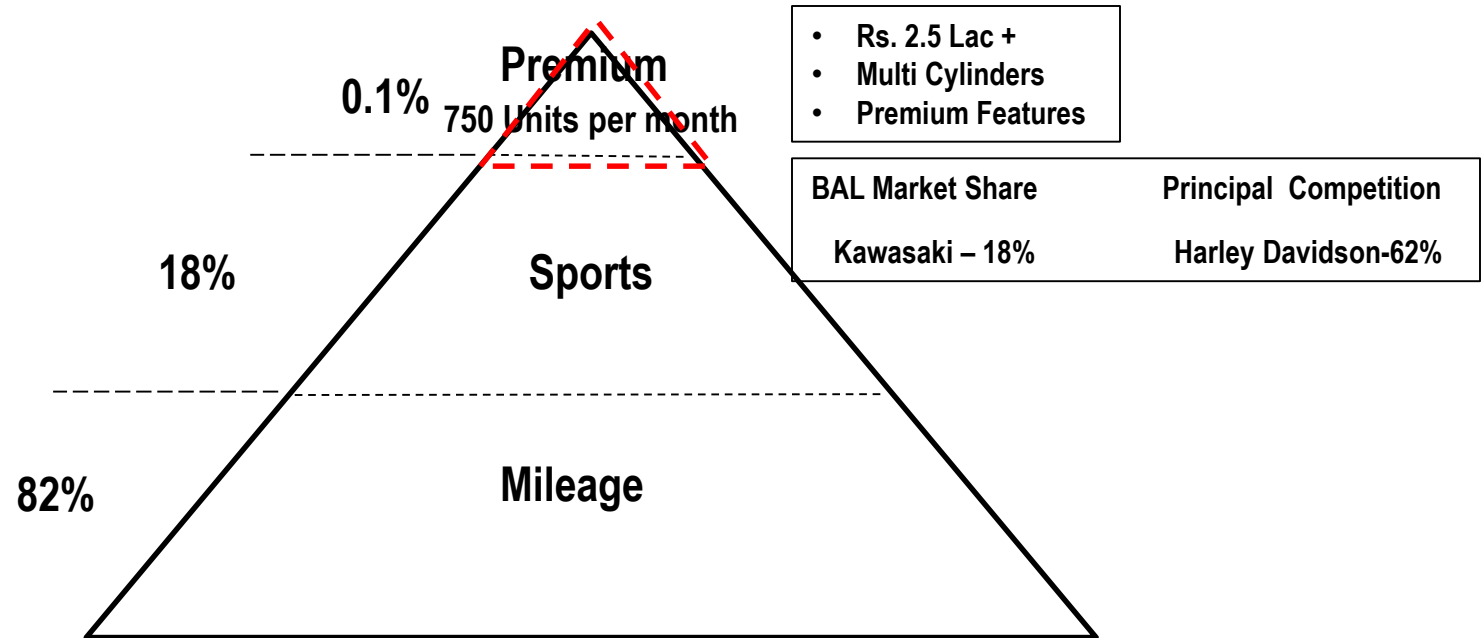 Premium
0.1%
750 Units per month
• Rs. 2.5 Lac +
• Multi Cylinders
• Premium Features
BAL Market Share Principal Competition
Kawasaki – 18% Harley Davidson-62%
18%
Sports
82%
Mileage